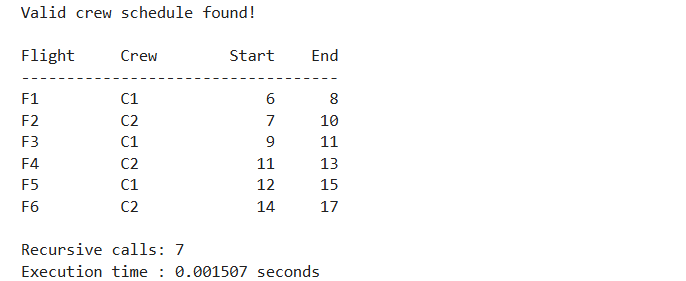 Valid crew schedule found!
Flight Crew Start End
------------------------------------
F1 C1 6 8
F2 C2 7 10
F3 C1 9 11
F4 C2 11 13
F5 C1 12 15
F6 C2 14 17
Recursive calls: 7
Execution time : 0.001507 seconds